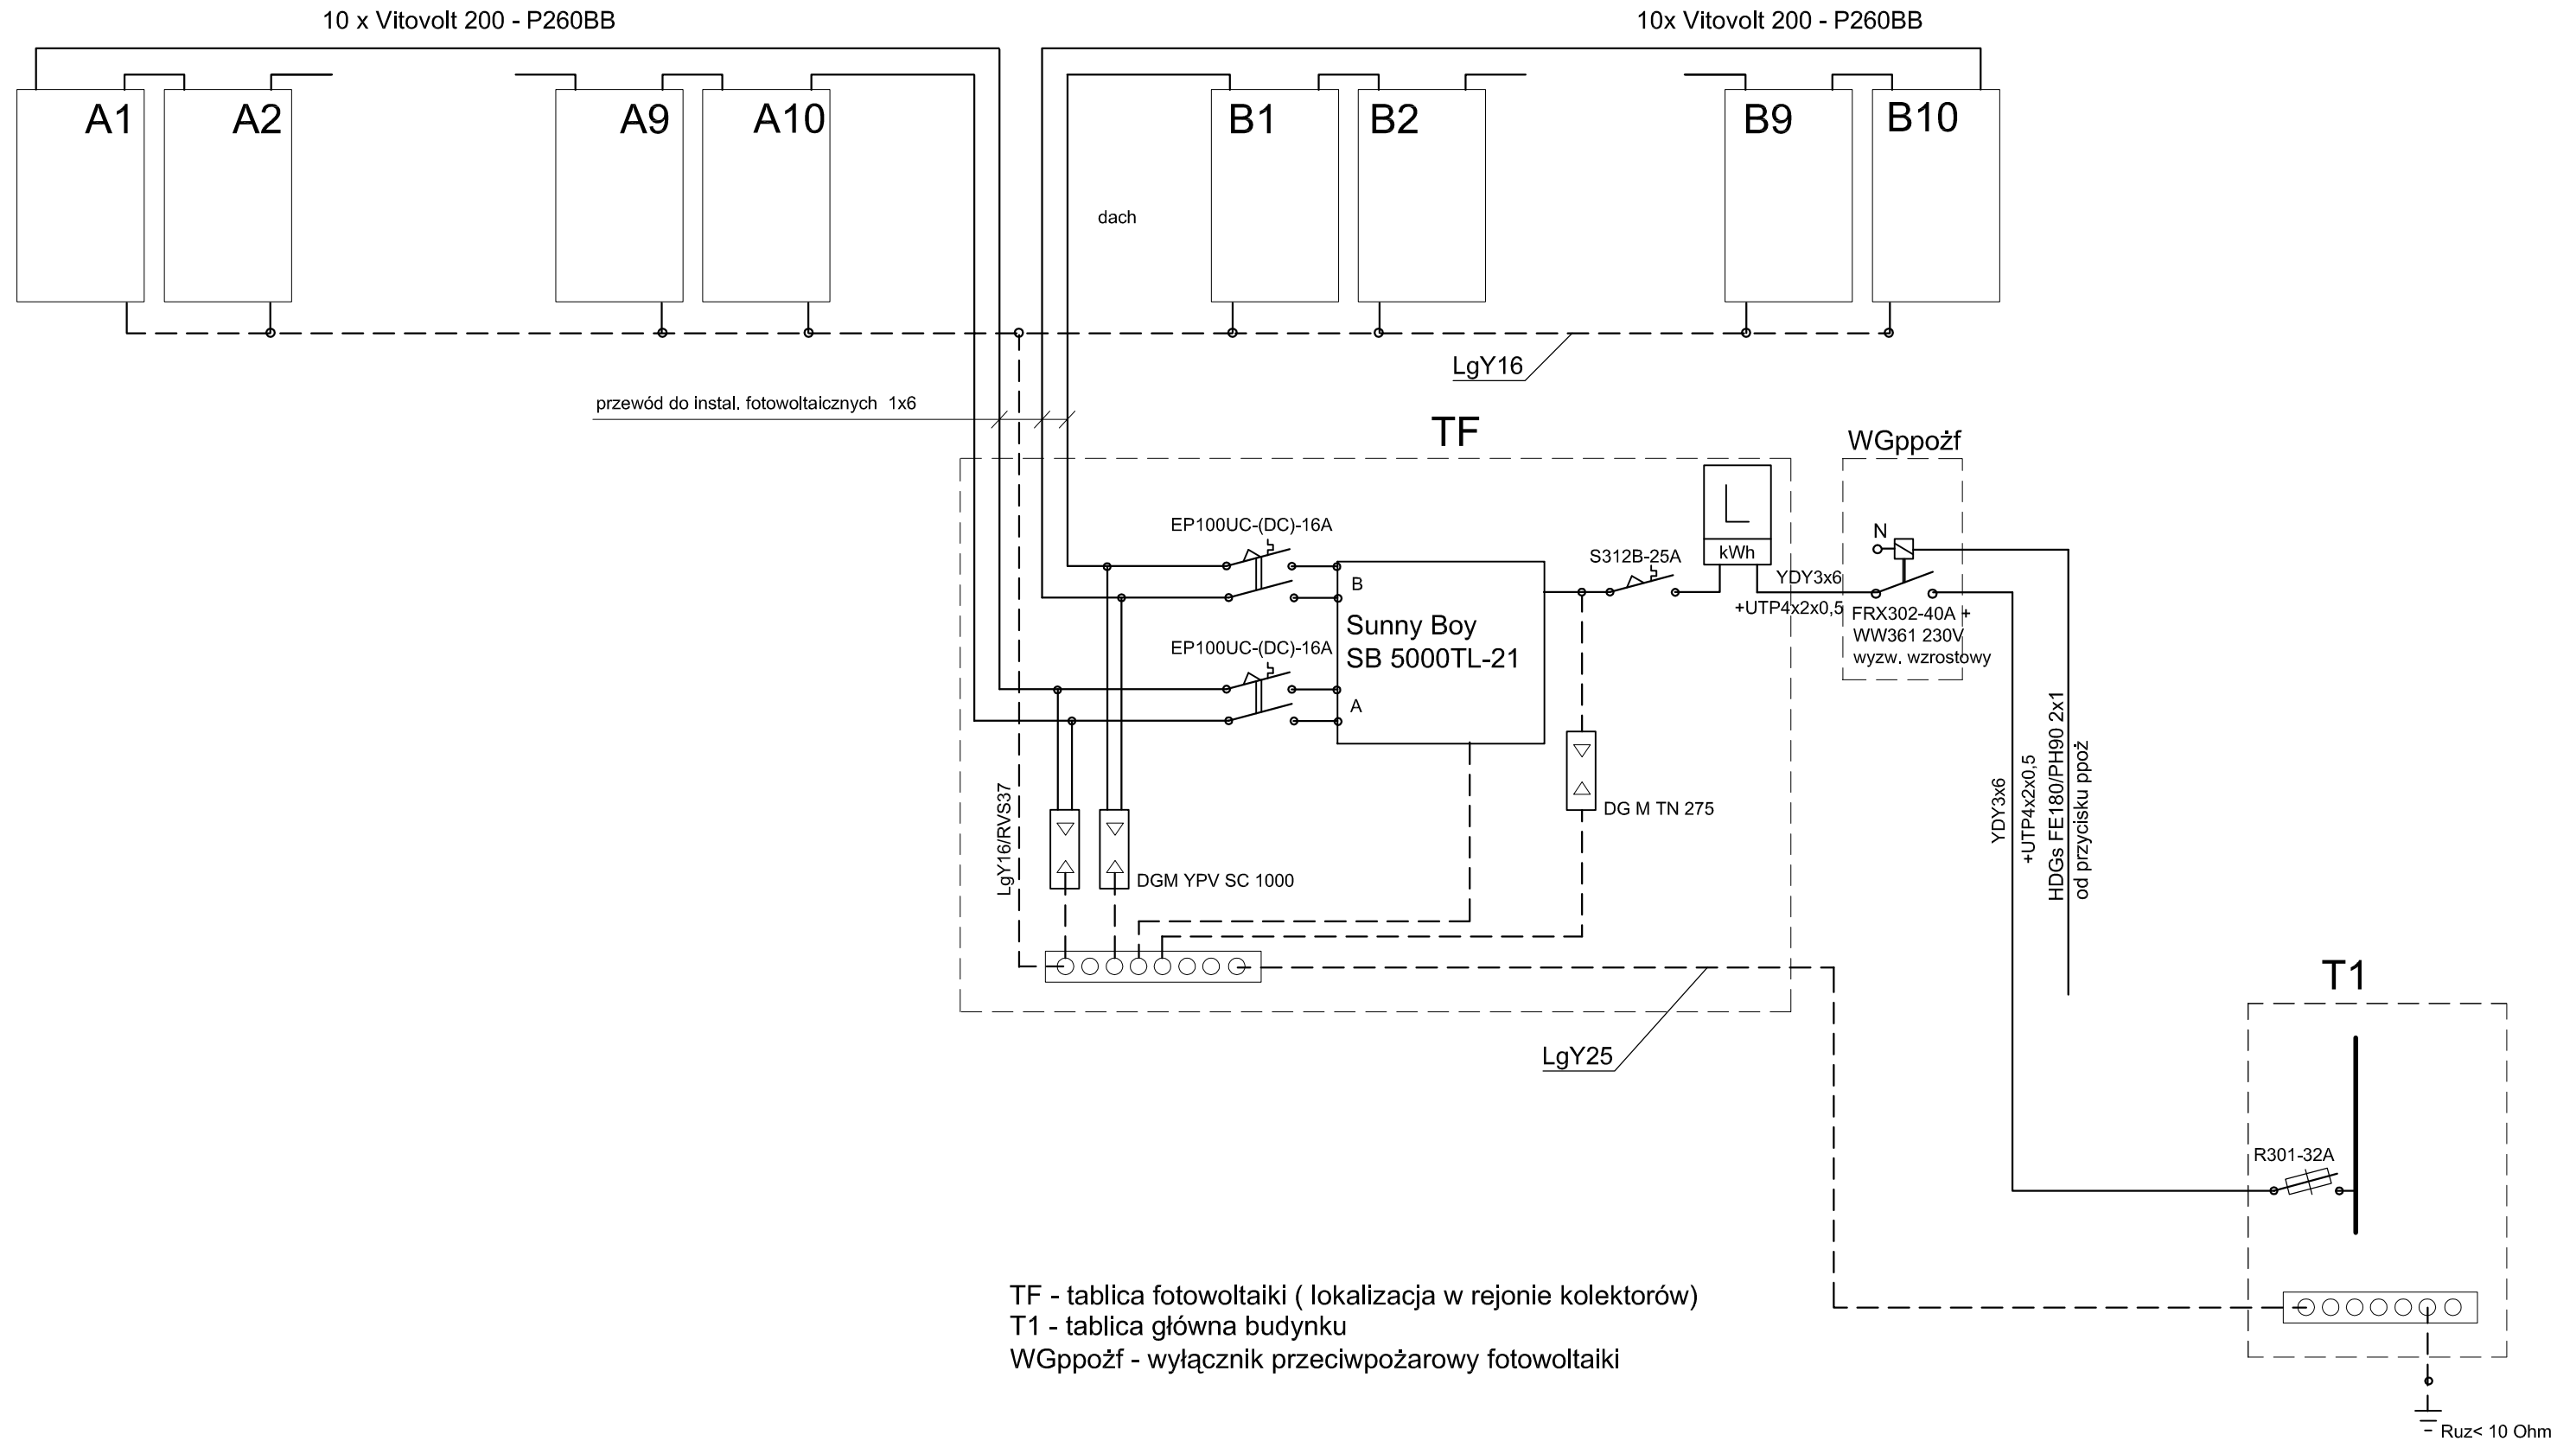 10 x Vitovolt 200 - P260BB
10x Vitovolt 200 - P260BB
A1
A2
A9
A10
B1
B2
B9
B10
dach
LgY16
przewód do instal. fotowoltaicznych 1x6
TF
WGppożf
EP100UC-(DC)-16A
L
kWh
S312B-25A
N
YDY3x6
+UTP4x2x0,5
FRX302-40A +
WW361 230V
wyzw. wzrostowy
B
Sunny Boy
SB 5000TL-21
EP100UC-(DC)-16A
A
LgY16/RVS37
DGM YPV SC 1000
DG M TN 275
YDY3x6
+UTP4x2x0,5
HDGs FE180/PH90 2x1
od przycisku ppoż
LgY25
T1
R301-32A
TF - tablica fotowoltaiki ( lokalizacja w rejonie kolektorów)
T1 - tablica główna budynku
WGppożf - wyłącznik przeciwpożarowy fotowoltaiki
Ruz< 10 Ohm